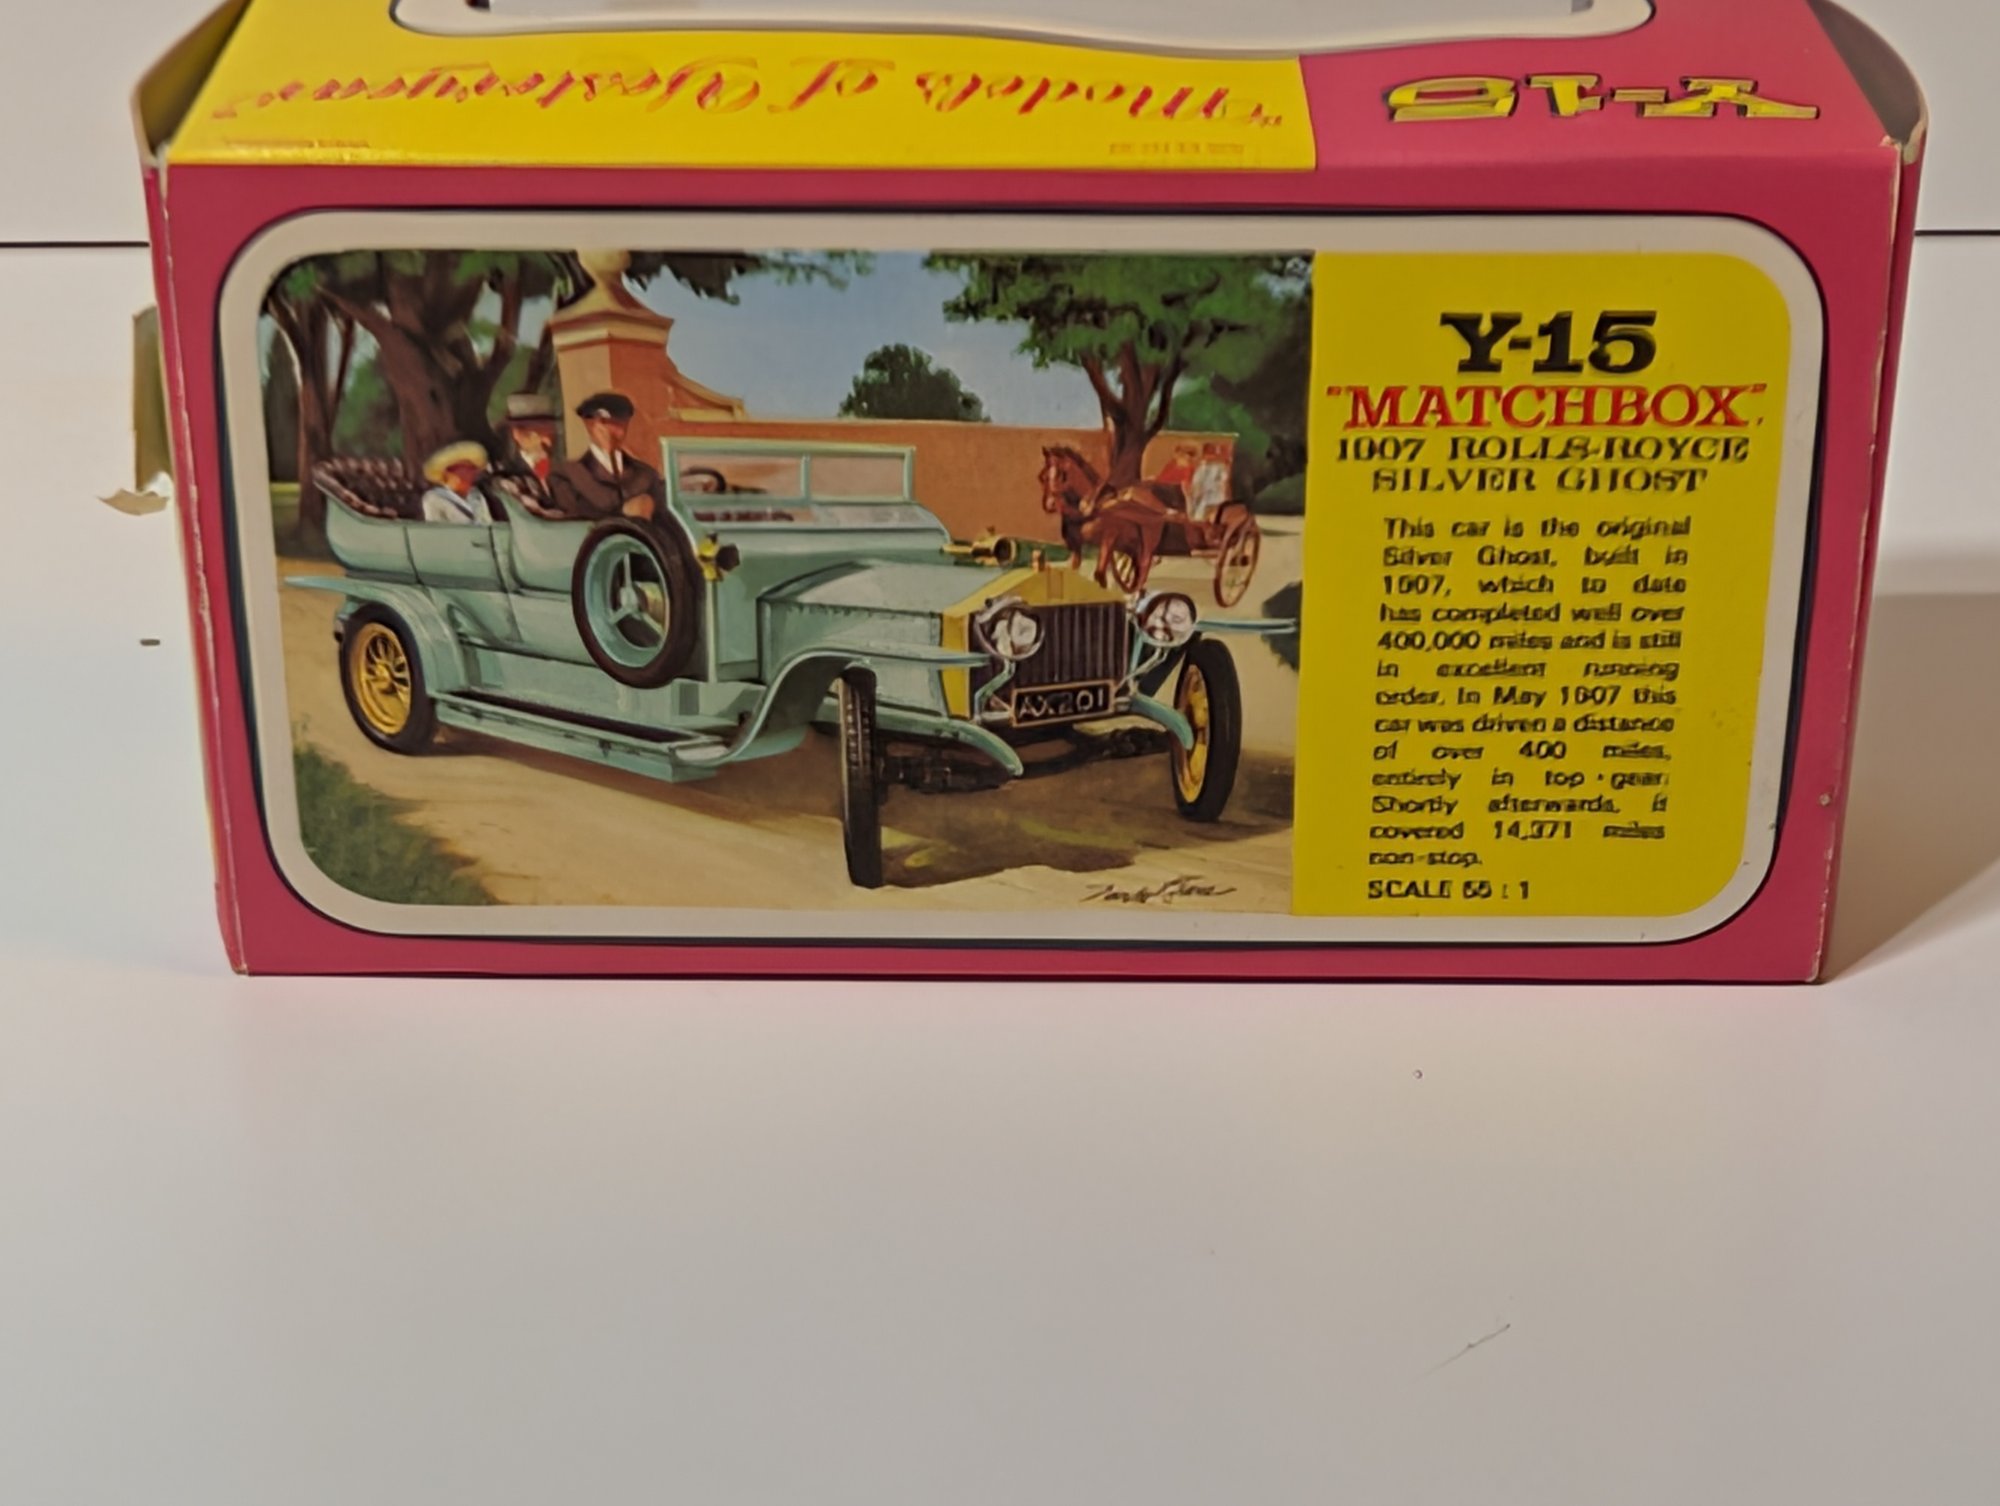 "Models of Yesteryear"
Y-15
Y-15
"MATCHBOX"
1907 ROLLS-ROYCE
SILVER GHOST
This car is the original
Silver Ghost, built in
1907, which to date
has completed well over
400,000 miles and is still
in excellent running
order. In May 1907 this
car was driven a distance
of over 400 miles,
entirely in top gear.
Shortly afterwards, it
covered 14,371 miles
non-stop.
SCALE : 1
AX201